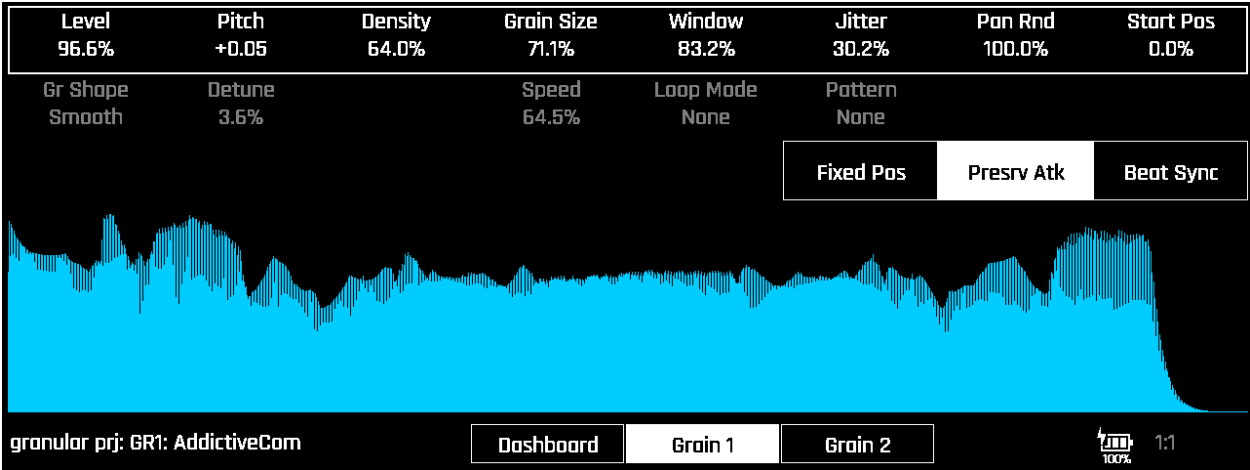 Level Pitch Density Grain Size Window Jitter Pan Rnd Start Pos
96.6% +0.05 64.0% 71.1% 83.2% 30.2% 100.0% 0.0%
Gr Shape Detune Speed Loop Mode Pattern
Smooth 3.6% 64.5% None None
Fixed Pos Presrv Atk Beat Sync
granular prj: GR1: AddictiveCom Dashboard Grain 1 Grain 2 100% 1:1